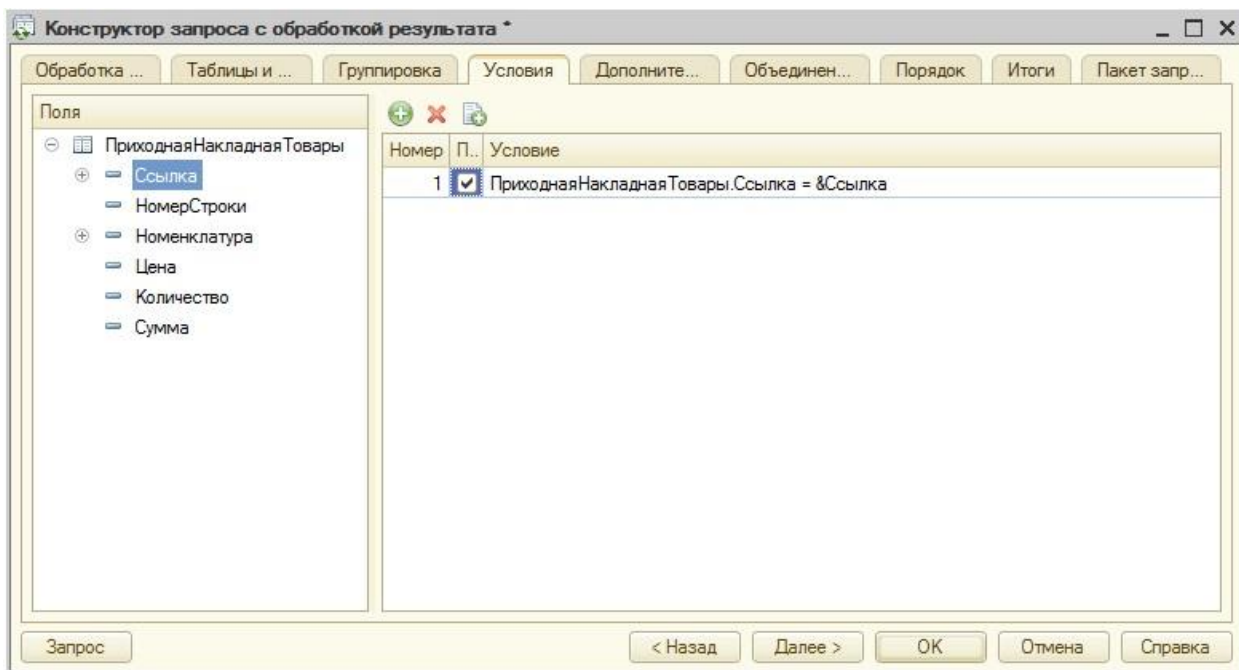 Конструктор запроса с обработкой результата *
Обработка ... Таблицы и ... Группировка Условия Дополните... Объединен... Порядок Итоги Пакет запр...
Поля
ПриходнаяНакладнаяТовары
Ссылка
НомерСтроки
Номенклатура
Цена
Количество
Сумма
Номер П.. Условие
1 ПриходнаяНакладнаяТовары.Ссылка = &Ссылка
Запрос < Назад Далее > OK Отмена Справка